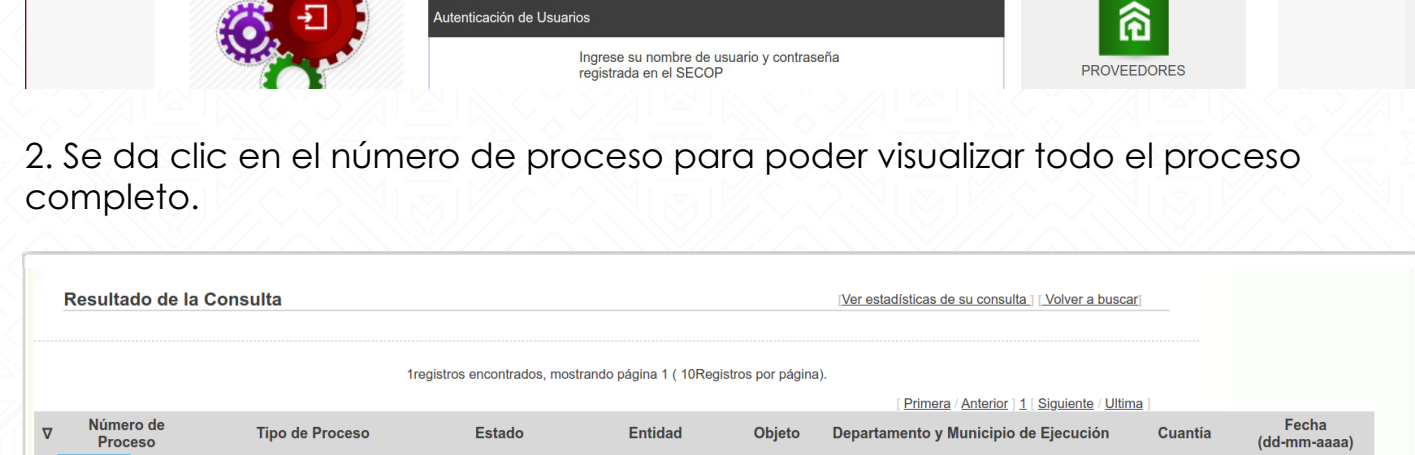 Autenticación de Usuarios
Ingrese su nombre de usuario y contraseña
registrada en el SECOP
PROVEEDORES
2. Se da clic en el número de proceso para poder visualizar todo el proceso
completo.
Resultado de la Consulta [Ver estadísticas de su consulta ] [ Volver a buscar]
1registros encontrados, mostrando página 1 ( 10Registros por página).
[ Primera / Anterior ] 1 [ Siguiente / Ultima ]
∇ Número de Proceso Tipo de Proceso Estado Entidad Objeto Departamento y Municipio de Ejecución Cuantía Fecha (dd-mm-aaaa)